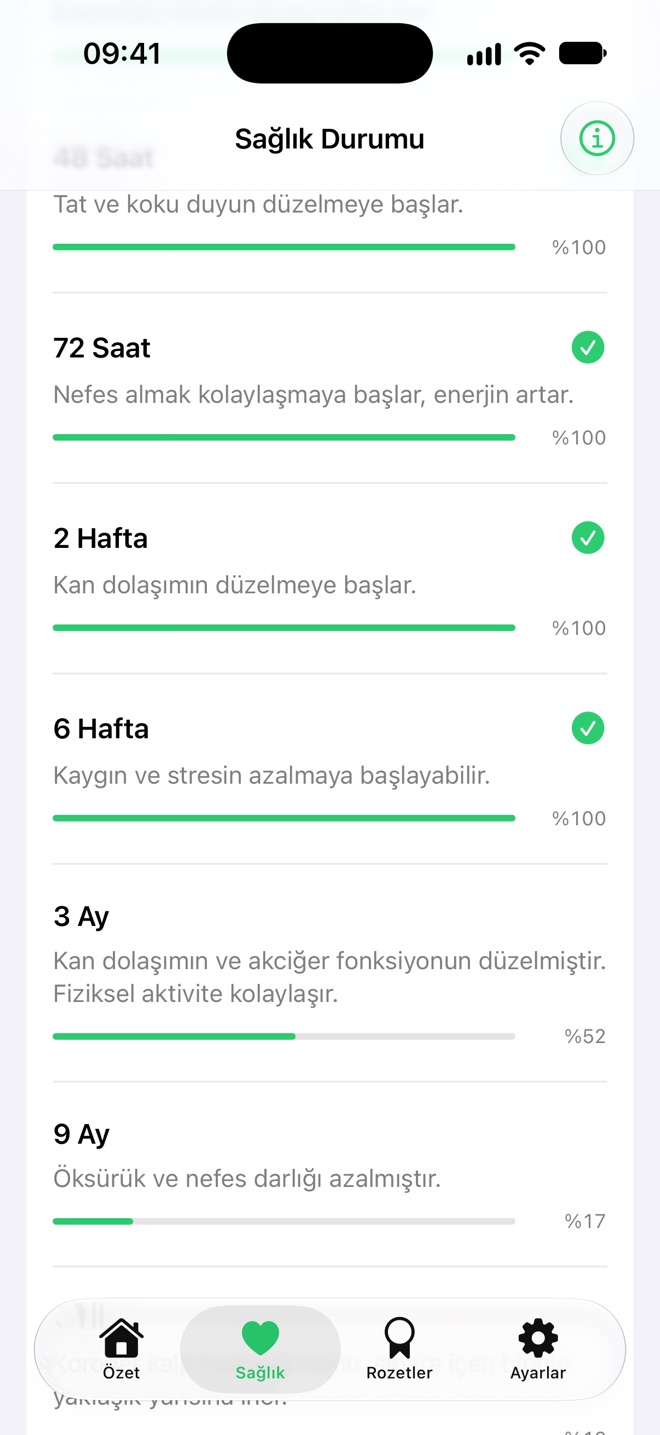 09:41
Sağlık Durumu
48 Saat
Tat ve koku duyun düzelmeye başlar.
%100
72 Saat
Nefes almak kolaylaşmaya başlar, enerjin artar.
%100
2 Hafta
Kan dolaşımın düzelmeye başlar.
%100
6 Hafta
Kaygın ve stresin azalmaya başlayabilir.
%100
3 Ay
Kan dolaşımın ve akciğer fonksiyonun düzelmiştir.
Fiziksel aktivite kolaylaşır.
%52
9 Ay
Öksürük ve nefes darlığı azalmıştır.
%17
Özet
Sağlık
Rozetler
Ayarlar